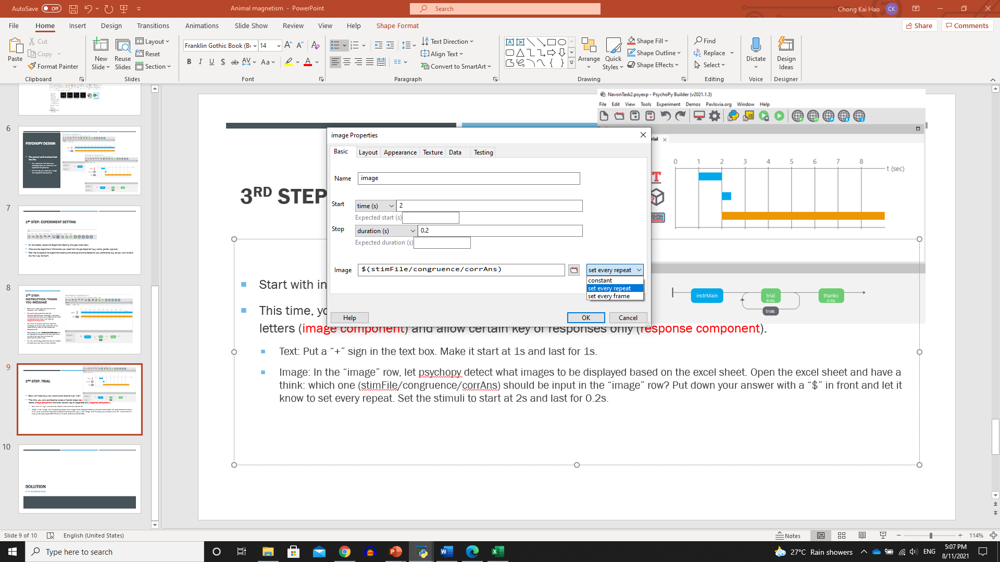 AutoSave Off
Animal magnetism - PowerPoint
Search
Chong Kai Hao CK
File Home Insert Design Transitions Animations Slide Show Review View Help Shape Format
Share Comments
Paste
Cut
Copy
Format Painter
Clipboard
New Slide
Reuse Slides
Layout
Reset
Section
Slides
Franklin Gothic Book (B 14
B I U S ab AV Aa A
Font
Text Direction
Align Text
Convert to SmartArt
Paragraph
Arrange
Quick Styles
Shape Fill
Shape Outline
Shape Effects
Drawing
Find
Replace
Select
Editing
Dictate
Voice
Design Ideas
Designer
6
PSYCHOPY DESIGN
7
1ST STEP: EXPERIMENT SETTING
8
2ND STEP: INSTRUCTION/THANK YOU MESSAGE
9
3RD STEP: TRIAL
10
SOLUTION
WITH SCREENSHOTS
NavonTask2.psyexp - PsychoPy Builder (v2021.1.3)
File Edit View Tools Experiment Demos Pavlovia.org Window Help
rial
0 1 2 3 4 5 6 7 8
t (sec)
instrMain
trial
trials
thanks
3RD STEP
Start with in
This time, yo
letters (image component) and allow certain key of responses only (response component).
Text: Put a “+” sign in the text box. Make it start at 1s and last for 1s.
Image: In the “image” row, let psychopy detect what images to be displayed based on the excel sheet. Open the excel sheet and have a
think: which one (stimFile/congruence/corrAns) should be input in the “image” row? Put down your answer with a “$” in front and let it
know to set every repeat. Set the stimuli to start at 2s and last for 0.2s.
image Properties
Basic Layout Appearance Texture Data Testing
Name image
Start time (s) 2
Expected start (s)
Stop duration (s) 0.2
Expected duration (s)
Image $(stimFile/congruence/corrAns) set every repeat
constant
set every repeat
set every frame
Help OK Cancel
Slide 9 of 10 English (United States)
Notes
114%
Type here to search
27°C Rain showers
ENG
5:07 PM
8/11/2021